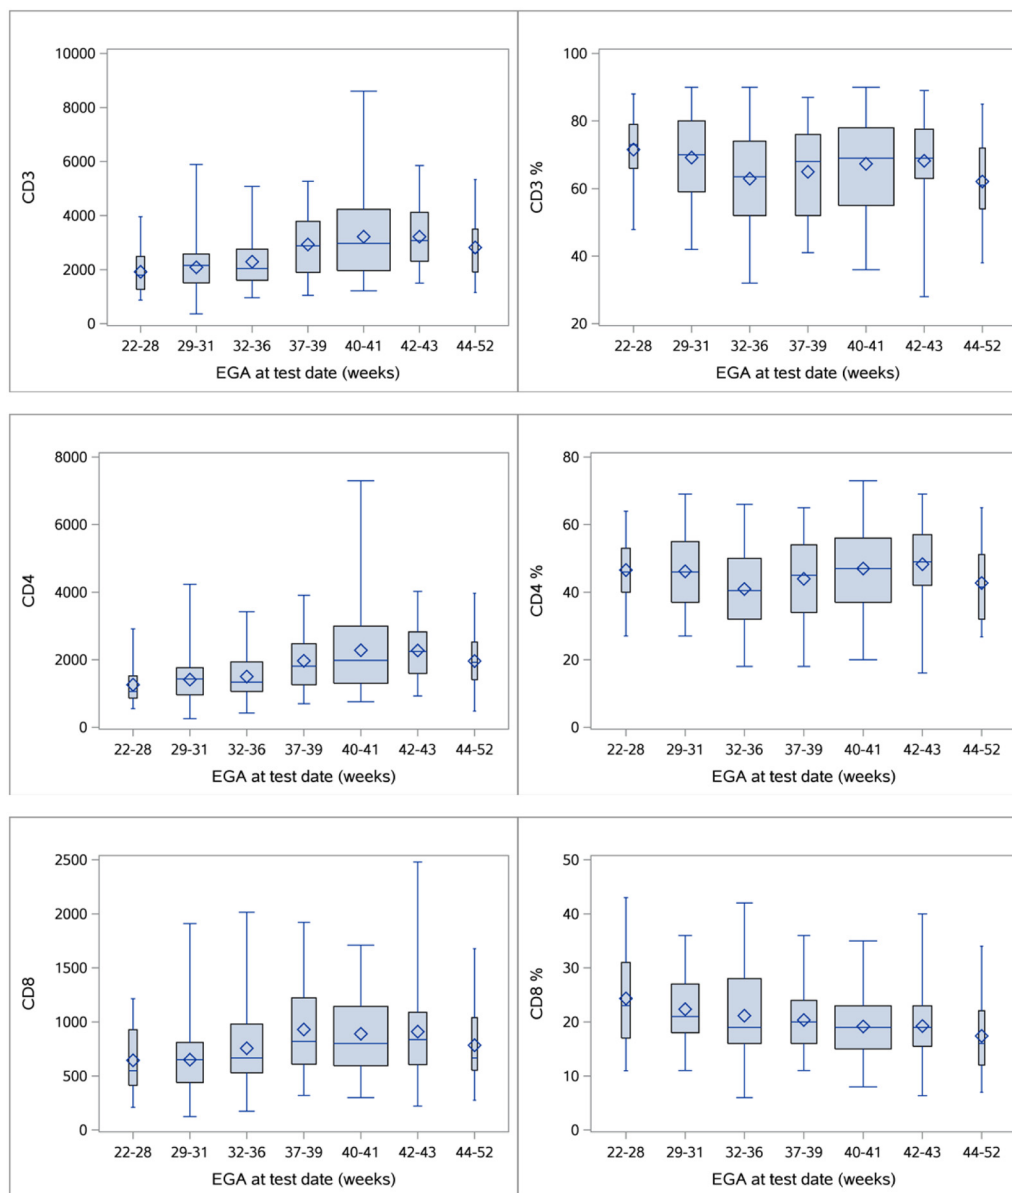 CD3
10000
8000
6000
4000
2000
0
22-28 29-31 32-36 37-39 40-41 42-43 44-52
EGA at test date (weeks)
CD3 %
100
80
60
40
20
22-28 29-31 32-36 37-39 40-41 42-43 44-52
EGA at test date (weeks)
CD4
8000
6000
4000
2000
0
22-28 29-31 32-36 37-39 40-41 42-43 44-52
EGA at test date (weeks)
CD4 %
80
60
40
20
0
22-28 29-31 32-36 37-39 40-41 42-43 44-52
EGA at test date (weeks)
CD8
2500
2000
1500
1000
500
0
22-28 29-31 32-36 37-39 40-41 42-43 44-52
EGA at test date (weeks)
CD8 %
50
40
30
20
10
0
22-28 29-31 32-36 37-39 40-41 42-43 44-52
EGA at test date (weeks)